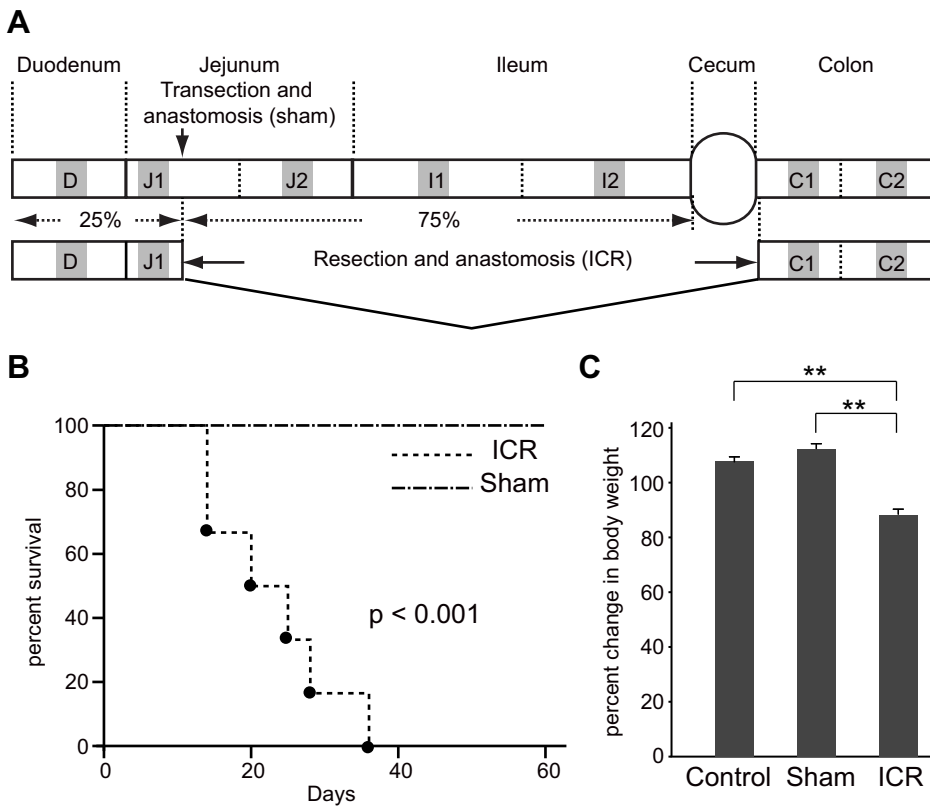 A
Duodenum Jejunum Ileum Cecum Colon
Transection and
anastomosis (sham)
D J1 J2 I1 I2 C1 C2
25% 75%
D J1 Resection and anastomosis (ICR) C1 C2
B
percent survival
100
80
60
40
20
0
0 20 40 60
Days
ICR
Sham
p < 0.001
C
percent change in body weight
120
100
80
60
40
20
0
** 
**
Control Sham ICR